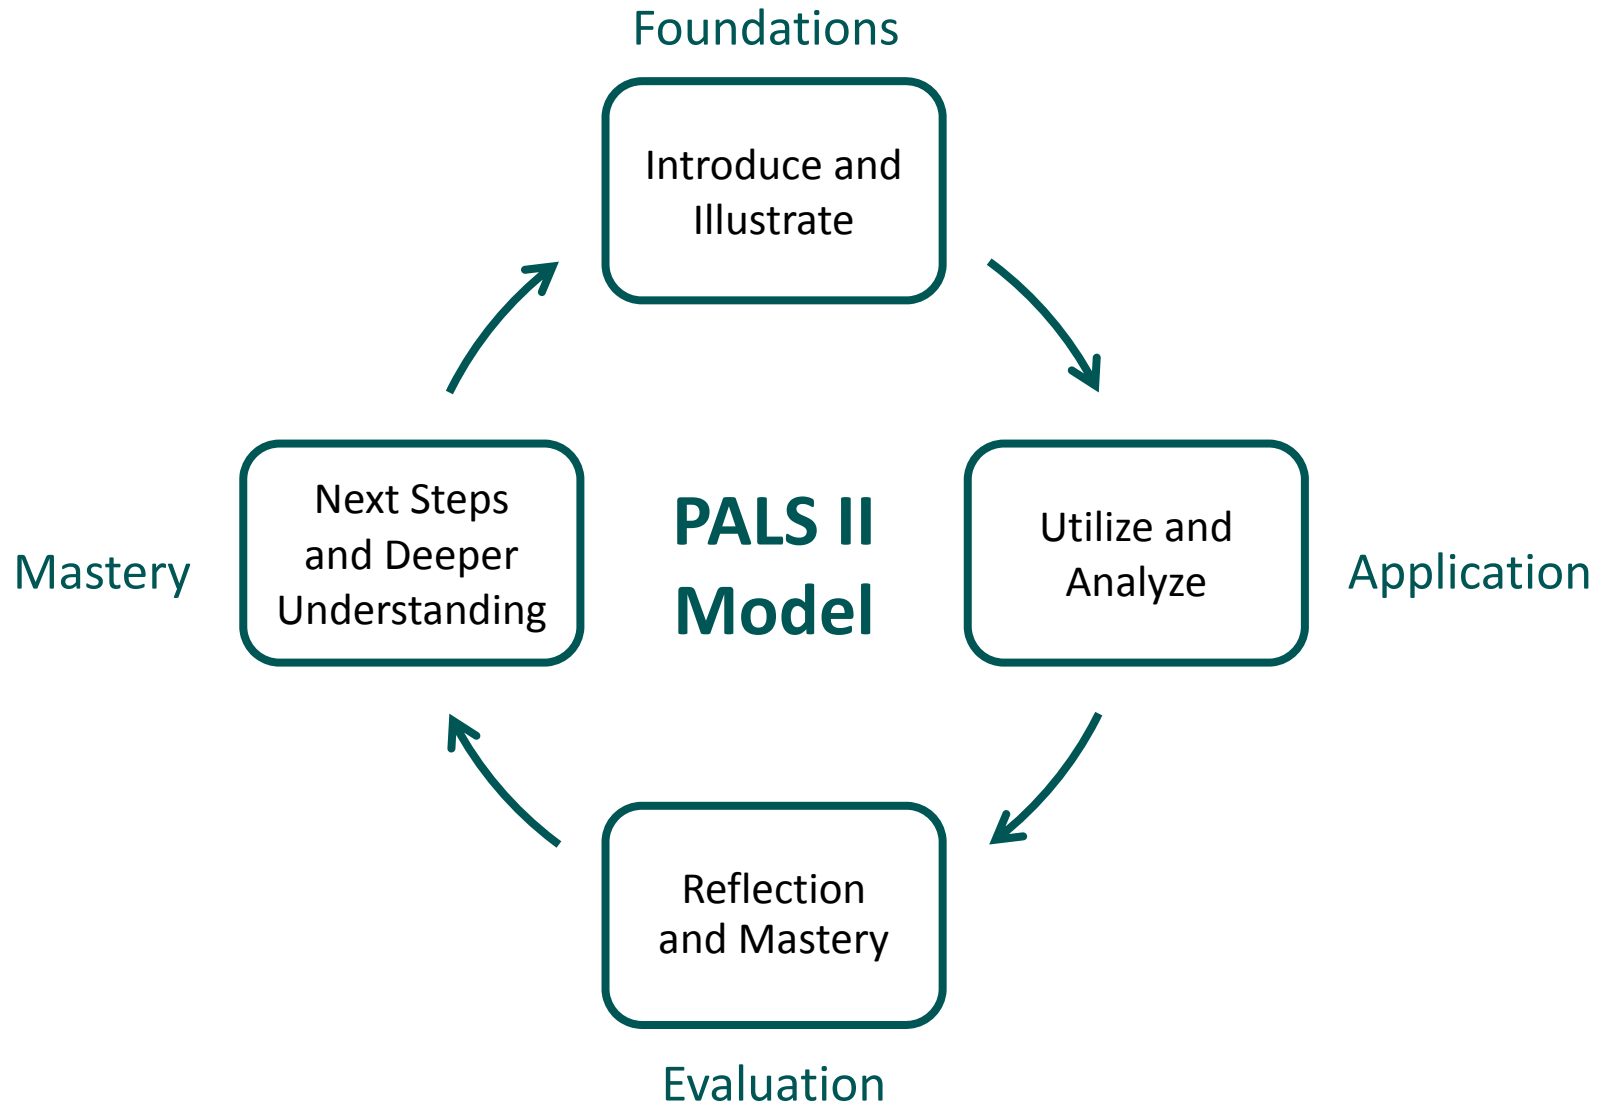 Foundations
Introduce and
Illustrate
Next Steps
and Deeper
Understanding
Mastery
PALS II
Model
Utilize and
Analyze
Application
Reflection
and Mastery
Evaluation